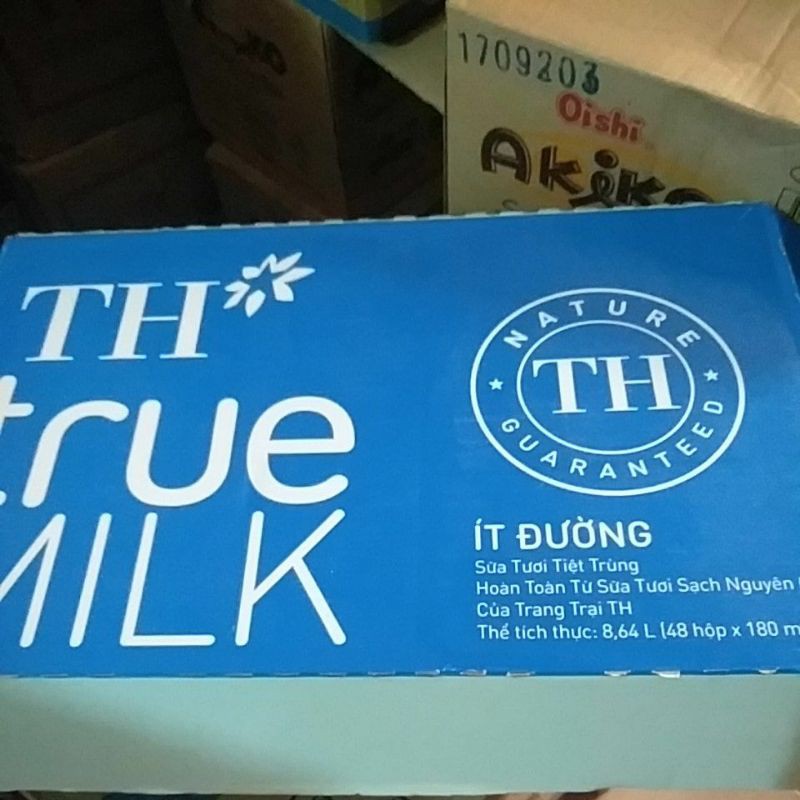 1709203
Oishi
Akiko
TH
true
MILK
NATURE
TH
GUARANTEED
ÍT ĐƯỜNG
Sữa Tươi Tiệt Trùng
Hoàn Toàn Từ Sữa Tươi Sạch Nguyên
Của Trang Trại TH
Thể tích thực: 8,64 L (48 hộp x 180 m